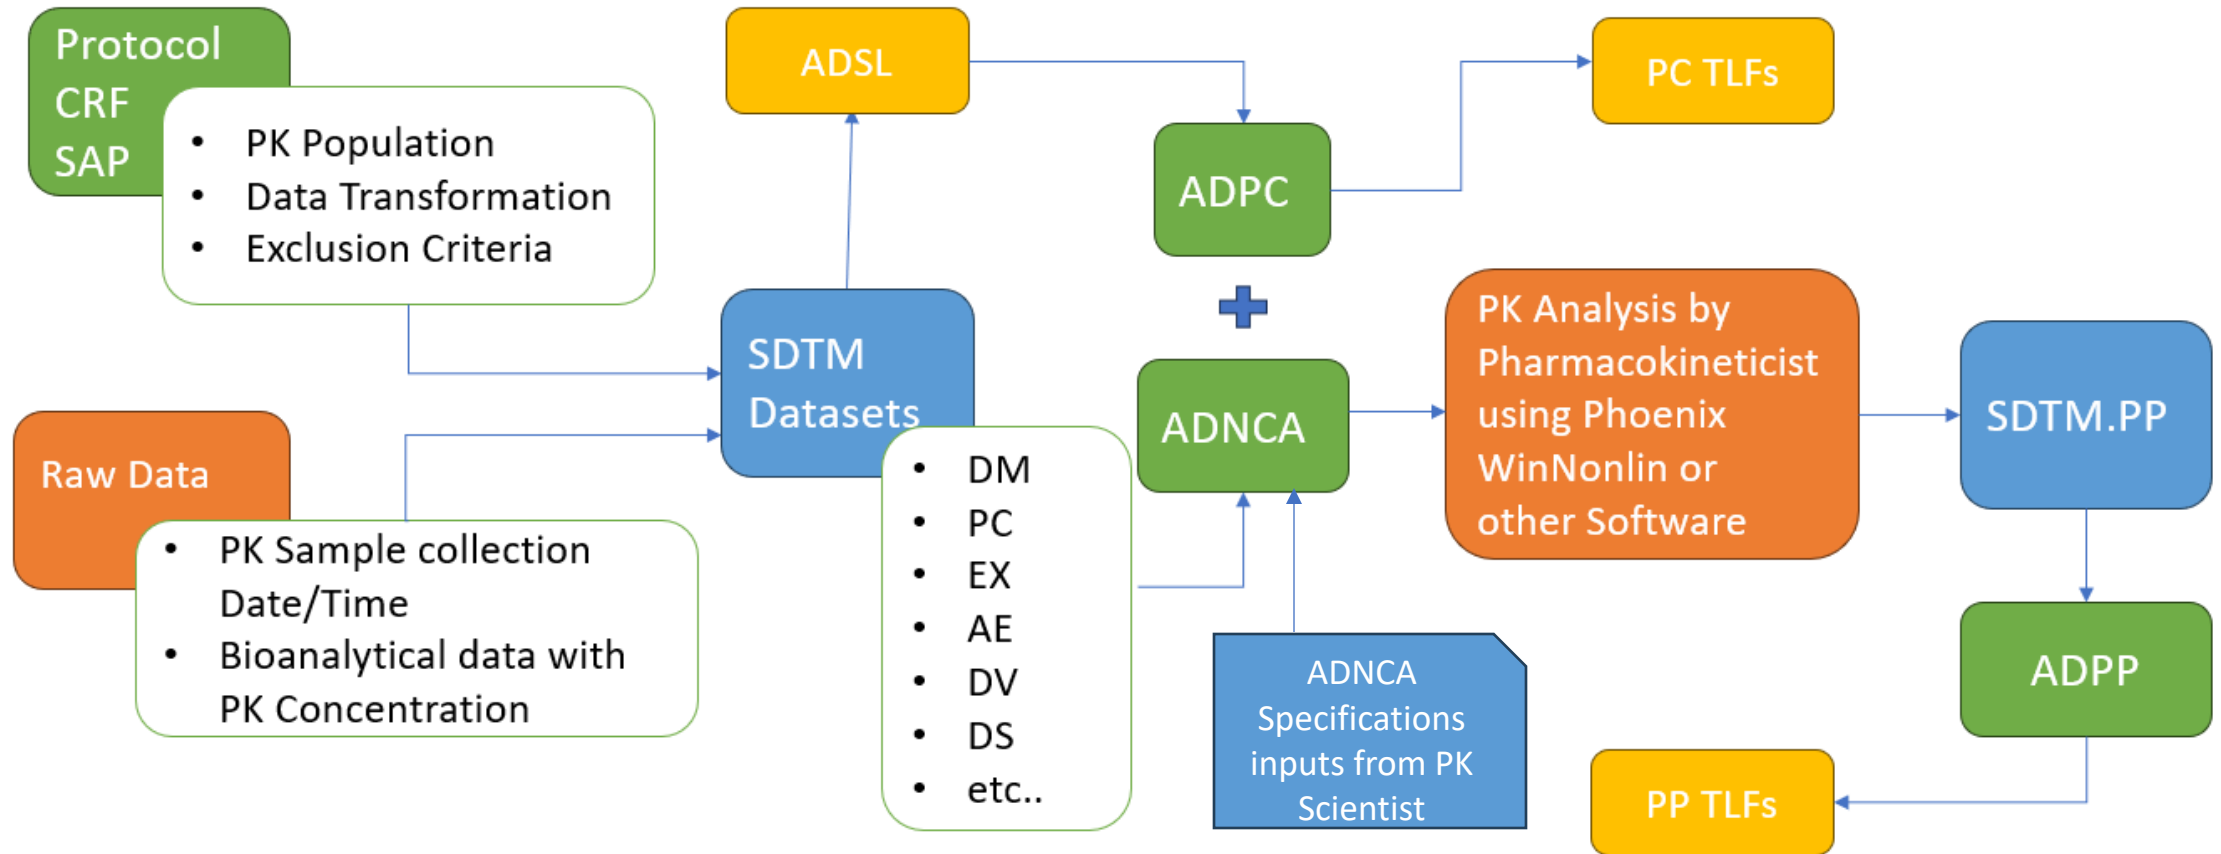 Protocol
CRF
SAP
• PK Population
• Data Transformation
• Exclusion Criteria
Raw Data
• PK Sample collection
Date/Time
• Bioanalytical data with
PK Concentration
ADSL
SDTM
Datasets
• DM
• PC
• EX
• AE
• DV
• DS
• etc..
ADPC
ADNCA
ADNCA
Specifications
inputs from PK
Scientist
PC TLFs
PK Analysis by
Pharmacokineticist
using Phoenix
WinNonlin or
other Software
SDTM.PP
ADPP
PP TLFs